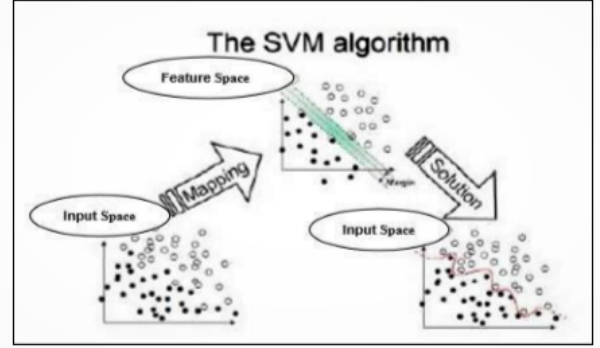 The SVM algorithm
Feature Space
Mapping
Margin
Solution
Input Space
Input Space